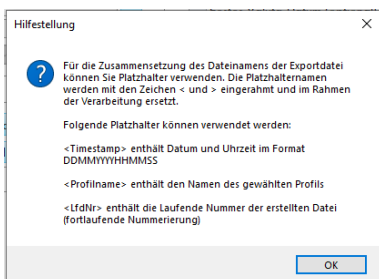 Hilfestellung
Für die Zusammensetzung des Dateinamens der Exportdatei
können Sie Platzhalter verwenden. Die Platzhalternamen
werden mit den Zeichen < und > eingerahmt und im Rahmen
der Verarbeitung ersetzt.
Folgende Platzhalter können verwendet werden:
<Timestamp> enthält Datum und Uhrzeit im Format
DDMMYYYYHHMMSS
<Profilname> enthält den Namen des gewählten Profils
<LfdNr> enthält die Laufende Nummer der erstellten Datei
(fortlaufende Nummerierung)
OK